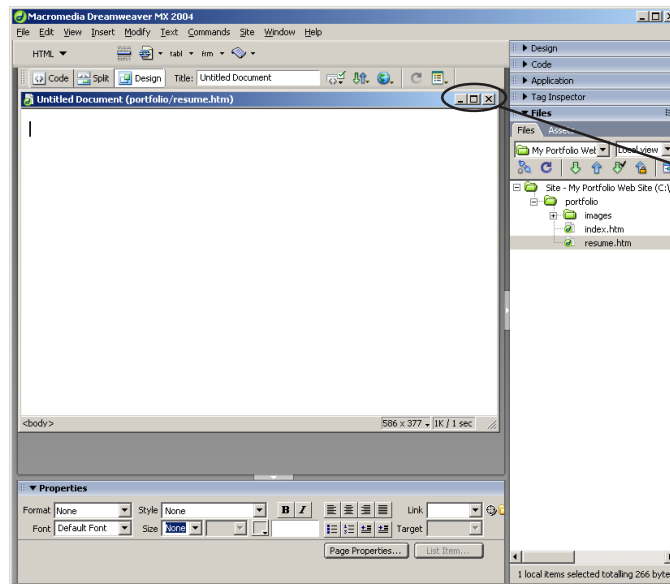 Macromedia Dreamweaver MX 2004
File Edit View Insert Modify Text Commands Site Window Help
HTML tabl frm
Code Split Design Title: Untitled Document
Untitled Document (portfolio/resume.htm)
Design
Code
Application
Tag Inspector
Files
Files Assets
My Portfolio Wet Local view
Site - My Portfolio Web Site (C:\
portfolio
images
index.htm
resume.htm
<body> 586 x 377 1K / 1 sec
Properties
Format None Style None B I Link
Font Default Font Size None Target
Page Properties... List Item...
1 local items selected totalling 266 byte